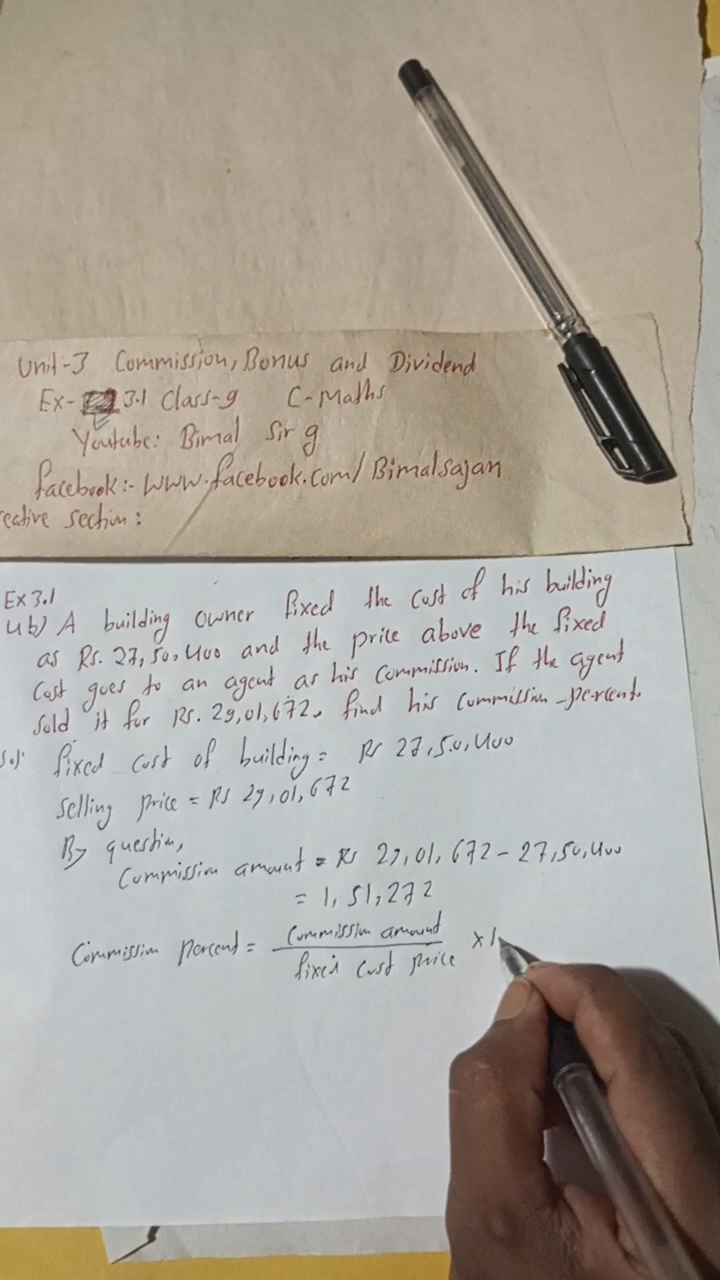 Unit-3 Commission, Bonus and Dividend
Ex- 3.1 Class-9 C-Maths
Youtube: Bimal Sir g
facebook:- www.facebook.com/Bimalsajan
reative section:
Ex 3.1
4b) A building owner fixed the cost of his building
as Rs. 27,50,400 and the price above the fixed
cost goes to an agent as his commission. If the agent
sold it for Rs. 29,01,672, find his commission-percent.
Sol: fixed cost of building = Rs 27,50,400
Selling price = Rs 29,01,672
By question,
Commission amount = Rs 29,01,672 - 27,50,400
= 1,51,272
Commission percent = Commission amount × 1
fixed cost price